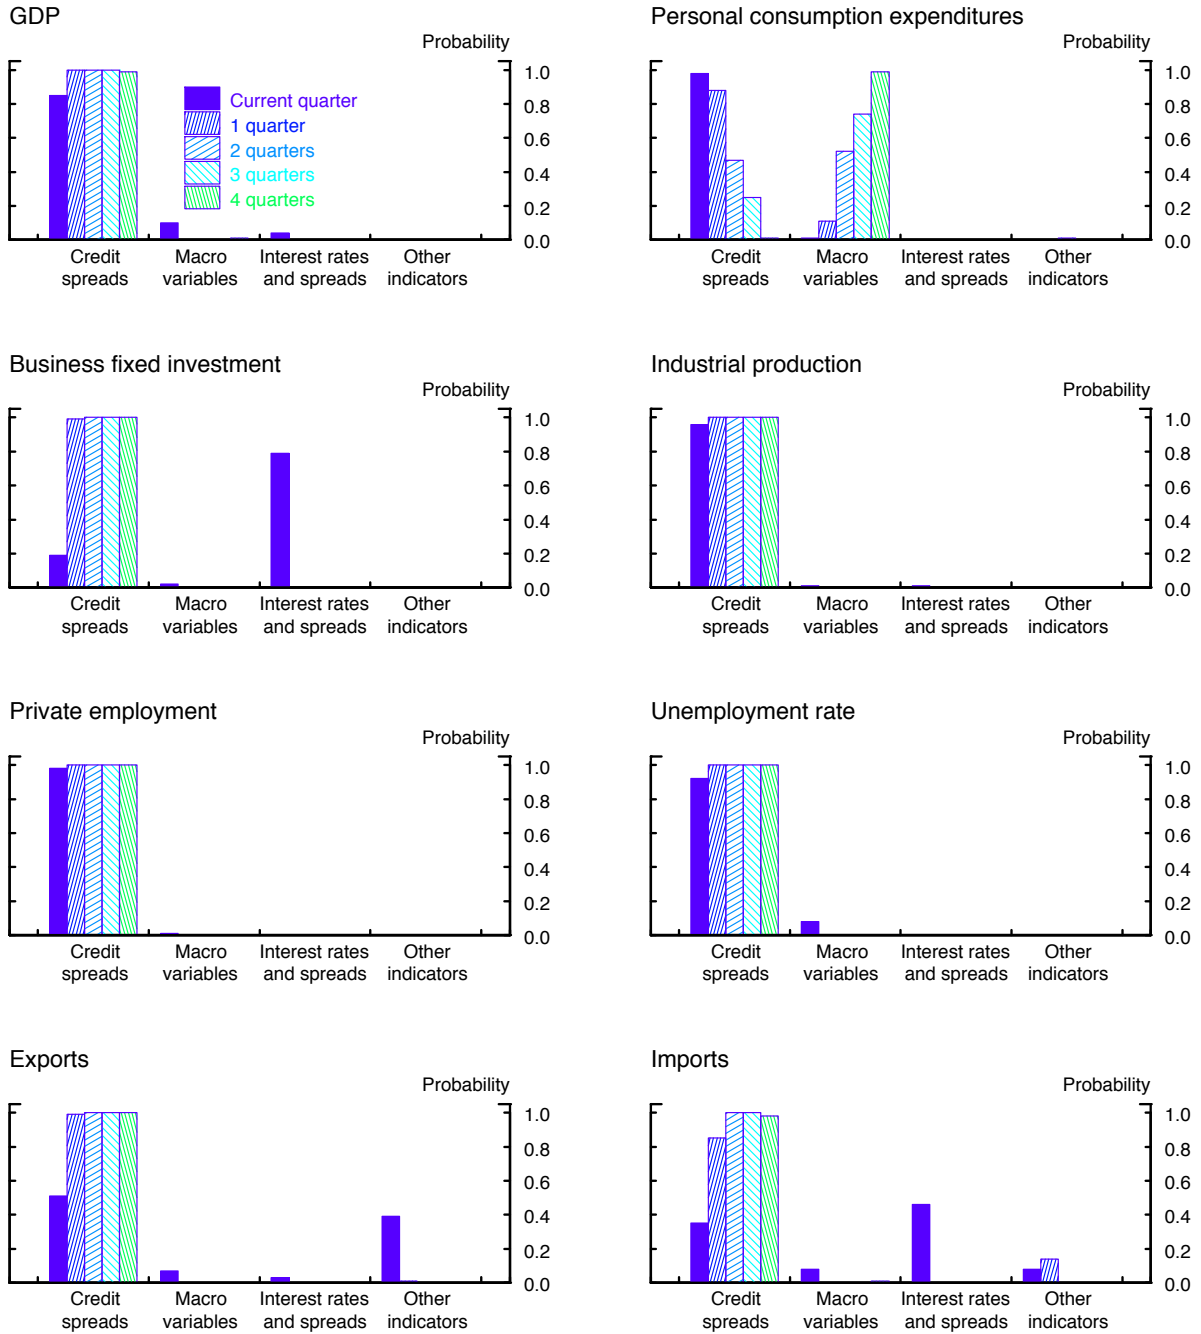 GDP
Probability
1.0
0.8
0.6
0.4
0.2
0.0
Current quarter
1 quarter
2 quarters
3 quarters
4 quarters
Credit
spreads
Macro
variables
Interest rates
and spreads
Other
indicators
Personal consumption expenditures
Probability
1.0
0.8
0.6
0.4
0.2
0.0
Credit
spreads
Macro
variables
Interest rates
and spreads
Other
indicators
Business fixed investment
Probability
1.0
0.8
0.6
0.4
0.2
0.0
Credit
spreads
Macro
variables
Interest rates
and spreads
Other
indicators
Industrial production
Probability
1.0
0.8
0.6
0.4
0.2
0.0
Credit
spreads
Macro
variables
Interest rates
and spreads
Other
indicators
Private employment
Probability
1.0
0.8
0.6
0.4
0.2
0.0
Credit
spreads
Macro
variables
Interest rates
and spreads
Other
indicators
Unemployment rate
Probability
1.0
0.8
0.6
0.4
0.2
0.0
Credit
spreads
Macro
variables
Interest rates
and spreads
Other
indicators
Exports
Probability
1.0
0.8
0.6
0.4
0.2
0.0
Credit
spreads
Macro
variables
Interest rates
and spreads
Other
indicators
Imports
Probability
1.0
0.8
0.6
0.4
0.2
0.0
Credit
spreads
Macro
variables
Interest rates
and spreads
Other
indicators